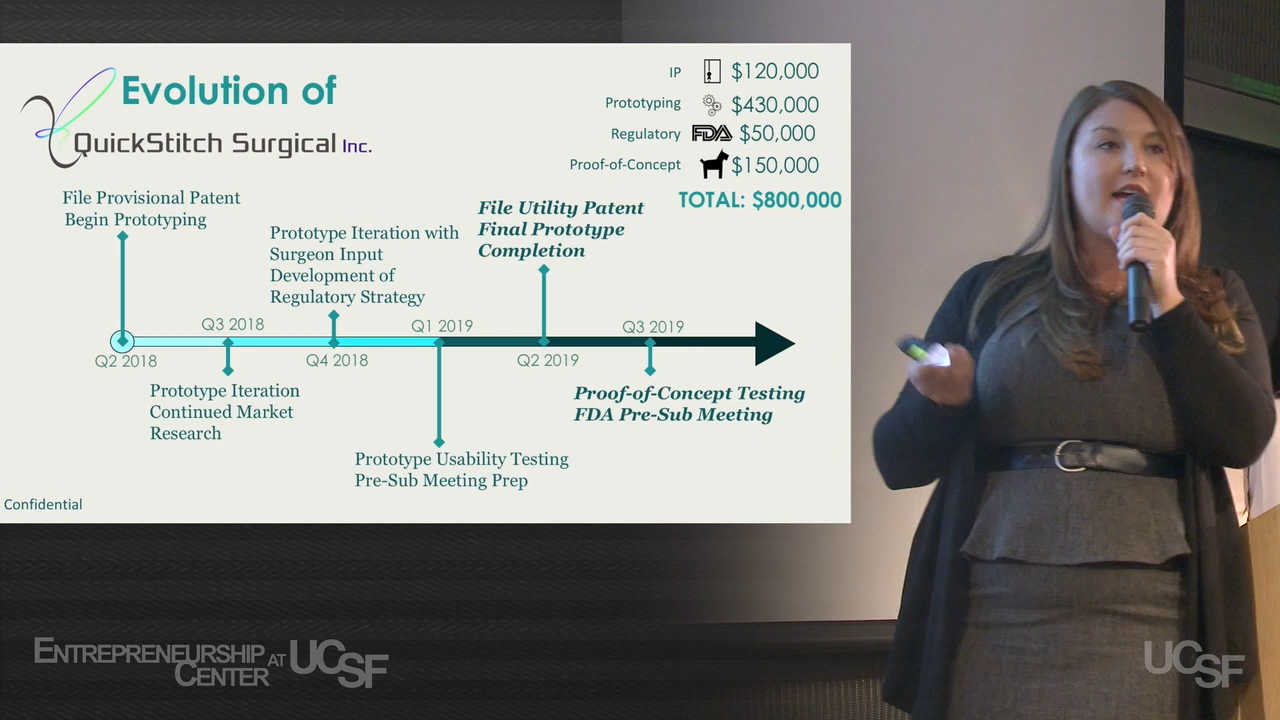 Evolution of
QuickStitch Surgical Inc.
IP $120,000
Prototyping $430,000
Regulatory FDA $50,000
Proof-of-Concept $150,000
TOTAL: $800,000
File Provisional Patent
Begin Prototyping
Prototype Iteration with
Surgeon Input
Development of
Regulatory Strategy
File Utility Patent
Final Prototype
Completion
Q2 2018
Q3 2018
Q4 2018
Q1 2019
Q2 2019
Q3 2019
Prototype Iteration
Continued Market
Research
Prototype Usability Testing
Pre-Sub Meeting Prep
Proof-of-Concept Testing
FDA Pre-Sub Meeting
Confidential
ENTREPRENEURSHIP
CENTER AT UCSF
UCSF